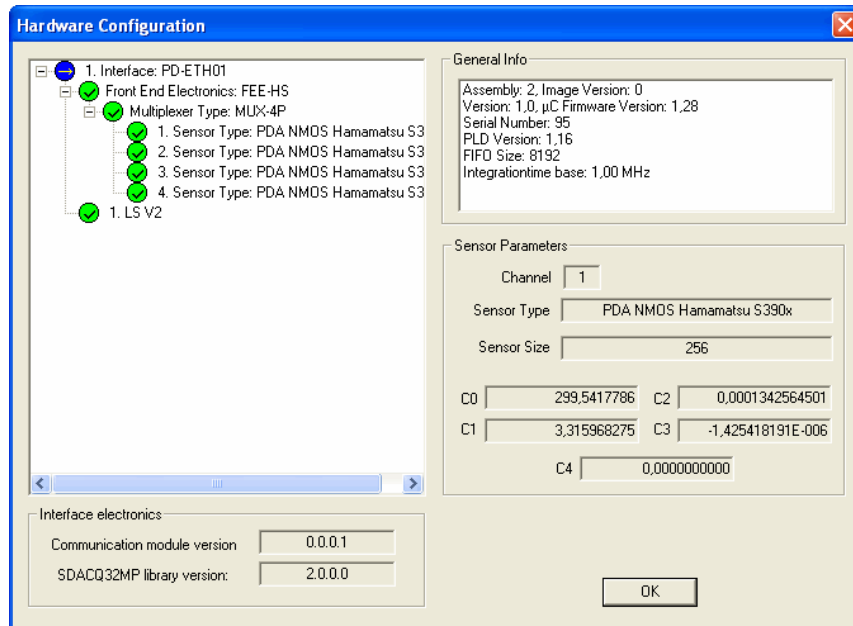 Hardware Configuration
1. Interface: PD-ETH01
Front End Electronics: FEE-HS
Multiplexer Type: MUX-4P
1. Sensor Type: PDA NMOS Hamamatsu S3
2. Sensor Type: PDA NMOS Hamamatsu S3
3. Sensor Type: PDA NMOS Hamamatsu S3
4. Sensor Type: PDA NMOS Hamamatsu S3
1. LS V2
General Info
Assembly: 2, Image Version: 0
Version: 1,0, µC Firmware Version: 1,28
Serial Number: 95
PLD Version: 1,16
FIFO Size: 8192
Integrationtime base: 1,00 MHz
Sensor Parameters
Channel 1
Sensor Type PDA NMOS Hamamatsu S390x
Sensor Size 256
C0 299,5417786 C2 0,0001342564501
C1 3,315968275 C3 -1,425418191E-006
C4 0,0000000000
Interface electronics
Communication module version 0.0.0.1
SDACQ32MP library version: 2.0.0.0
OK